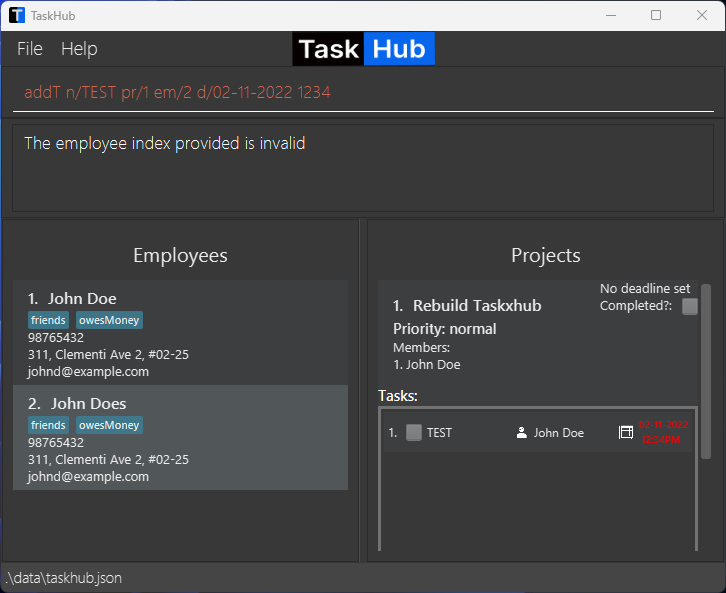 TaskHub
File Help
Task Hub
addT n/TEST pr/1 em/2 d/02-11-2022 1234
The employee index provided is invalid
Employees
1. John Doe
friends owesMoney
98765432
311, Clementi Ave 2, #02-25
johnd@example.com
2. John Does
friends owesMoney
98765432
311, Clementi Ave 2, #02-25
johnd@example.com
Projects
No deadline set
Completed?:
1. Rebuild Taskxhub
Priority: normal
Members:
1. John Doe
Tasks:
1. TEST John Doe 02-11-2022
12:34PM
.\data\taskhub.json